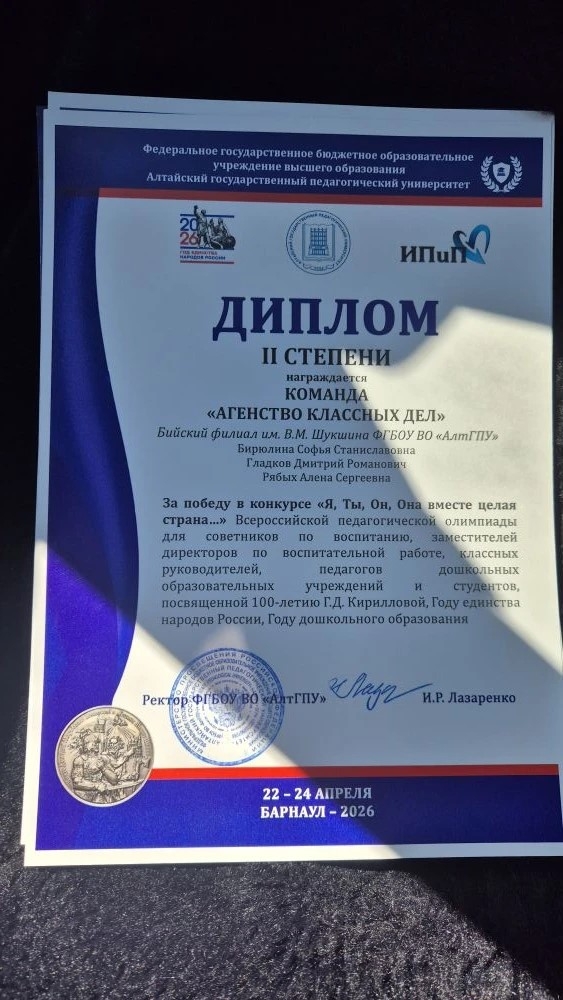 Федеральное государственное бюджетное образовательное
учреждение высшего образования
Алтайский государственный педагогический университет
2026
ГОД ЕДИНСТВА
НАРОДОВ РОССИИ
ИПиП
ДИПЛОМ
II СТЕПЕНИ
награждается
КОМАНДА
«АГЕНСТВО КЛАССНЫХ ДЕЛ»
Бийский филиал им. В.М. Шукшина ФГБОУ ВО «АлтГПУ»
Бирюлина Софья Станиславовна
Гладков Дмитрий Романович
Рябых Алена Сергеевна
За победу в конкурсе «Я, Ты, Он, Она вместе целая
страна...» Всероссийской педагогической олимпиады
для советников по воспитанию, заместителей
директоров по воспитательной работе, классных
руководителей, педагогов дошкольных
образовательных учреждений и студентов,
посвященной 100-летию Г.Д. Кирилловой, Году единства
народов России, Году дошкольного образования
Ректор ФГБОУ ВО «АлтГПУ» И.Р. Лазаренко
22 – 24 АПРЕЛЯ
БАРНАУЛ – 2026